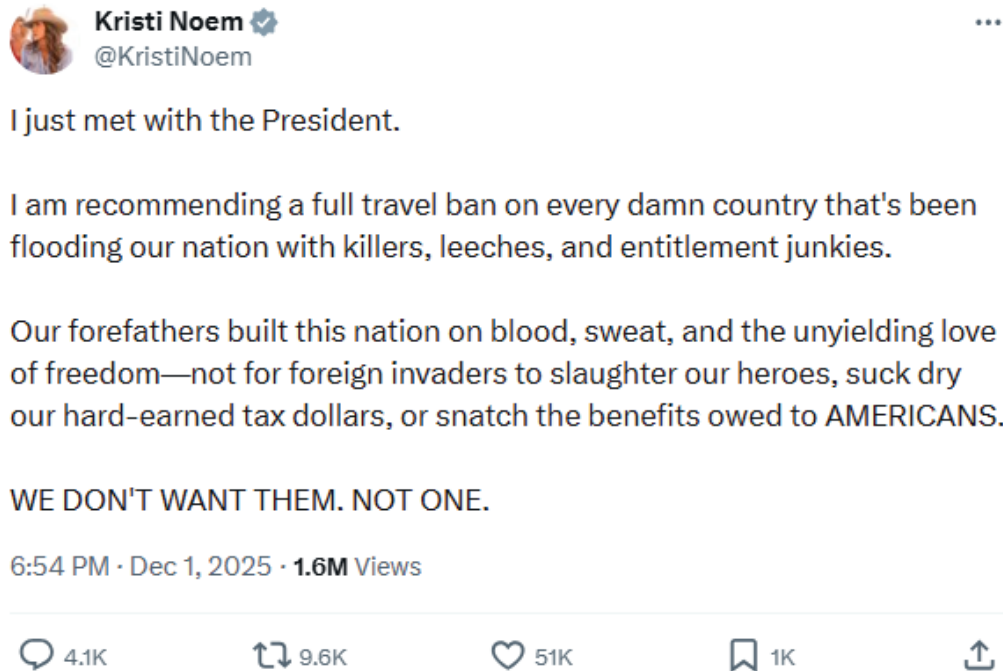 Kristi Noem
@KristiNoem
I just met with the President.
I am recommending a full travel ban on every damn country that's been
flooding our nation with killers, leeches, and entitlement junkies.
Our forefathers built this nation on blood, sweat, and the unyielding love
of freedom—not for foreign invaders to slaughter our heroes, suck dry
our hard-earned tax dollars, or snatch the benefits owed to AMERICANS.
WE DON'T WANT THEM. NOT ONE.
6:54 PM · Dec 1, 2025 · 1.6M Views
4.1K 9.6K 51K 1K